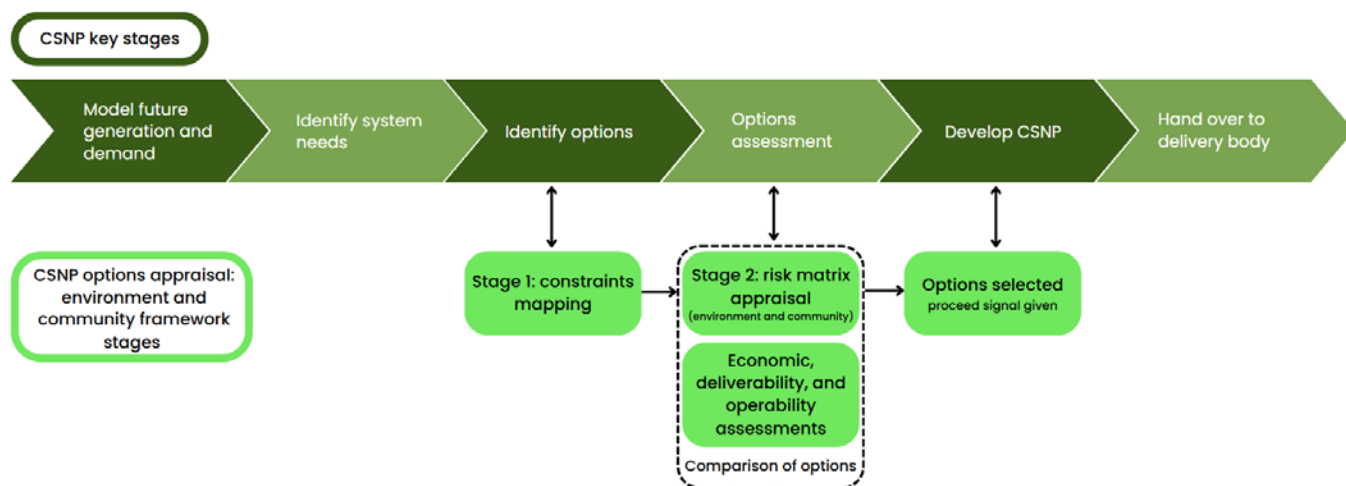 CSNP key stages
Model future
generation and
demand
Identify system
needs
Identify options
Options
assessment
Develop CSNP
Hand over to
delivery body
CSNP options appraisal:
environment and
community framework
stages
Stage 1: constraints
mapping
Stage 2: risk matrix
appraisal
(environment and community)
Economic,
deliverability, and
operability
assessments
Comparison of options
Options selected
proceed signal given